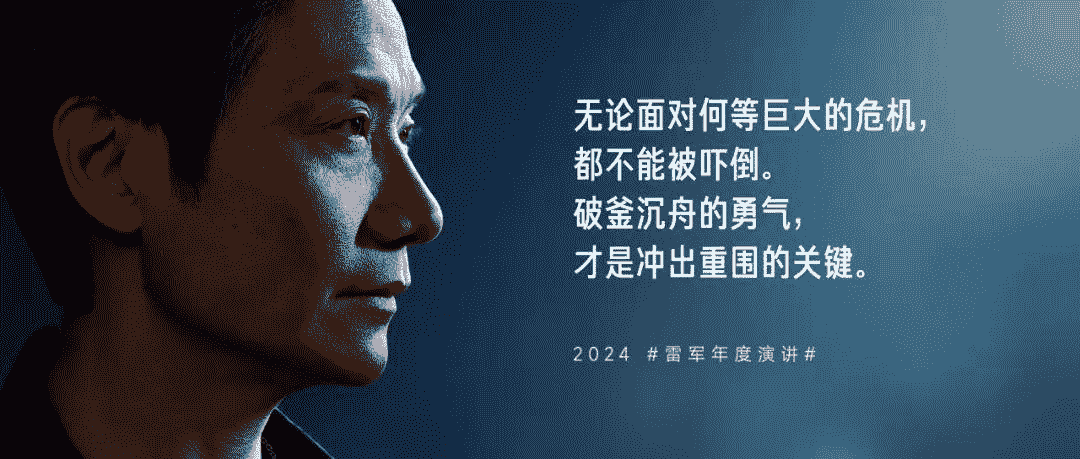 无论面对何等巨大的危机，
都不能被吓倒。
破釜沉舟的勇气，
才是冲出重围的关键。
2024 #雷军年度演讲#